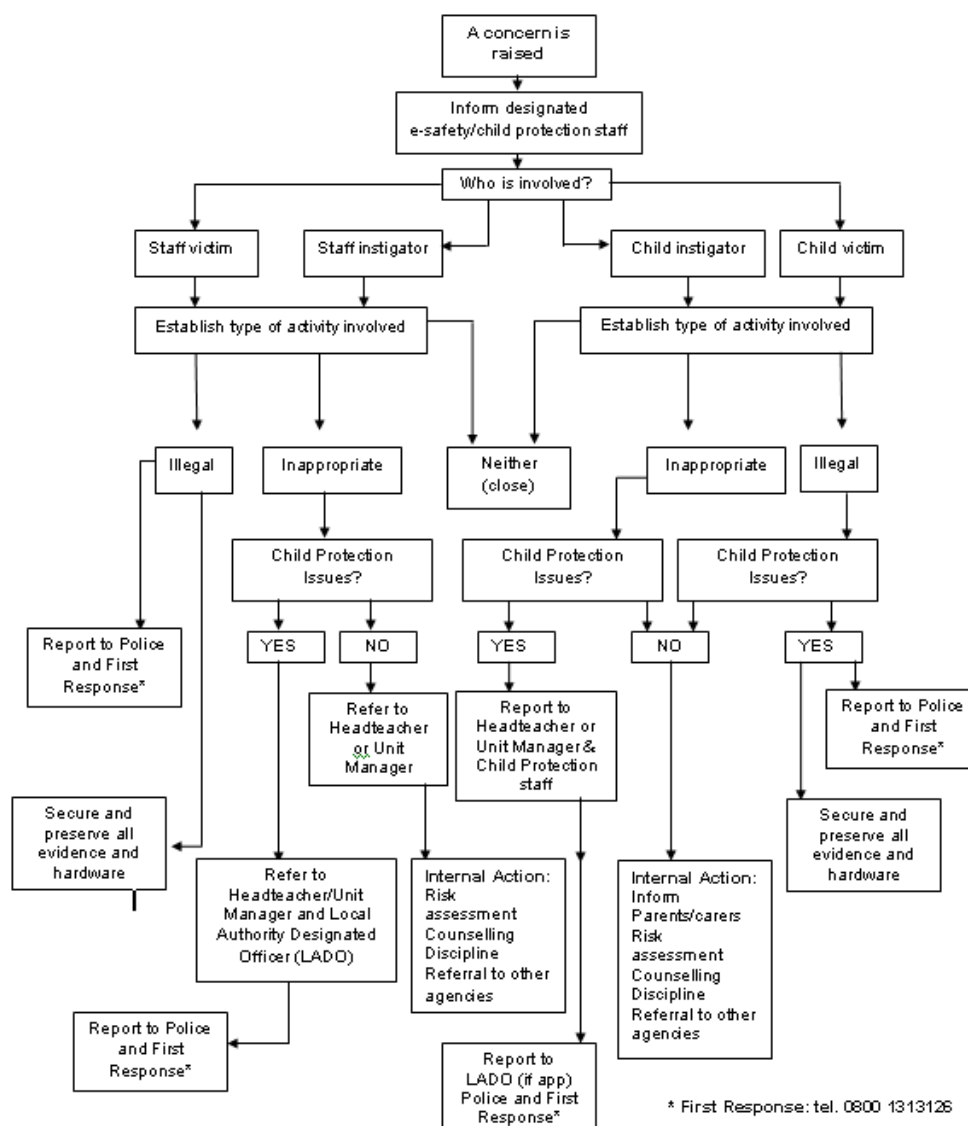 A concern is
raised
Inform designated
e-safety/child protection staff
Who is involved?
Staff victim
Staff instigator
Child instigator
Child victim
Establish type of activity involved
Establish type of activity involved
Illegal
Inappropriate
Neither
(close)
Inappropriate
Illegal
Child Protection
Issues?
Child Protection
Issues?
Child Protection
Issues?
Report to Police
and First
Response*
YES
NO
YES
NO
YES
Refer to
Headteacher
or Unit
Manager
Report to
Headteacher or
Unit Manager &
Child Protection
staff
Report to Police
and First
Response*
Secure and
preserve all
evidence and
hardware
Secure and
preserve all
evidence and
hardware
Refer to
Headteacher/Unit
Manager and Local
Authority Designated
Officer (LADO)
Internal Action:
Risk
assessment
Counselling
Discipline
Referral to other
agencies
Internal Action:
Inform
Parents/carers
Risk
assessment
Counselling
Discipline
Referral to other
agencies
Report to Police
and First
Response*
Report to
LADO (if app)
Police and First
Response*
* First Response: tel. 0800 1313126